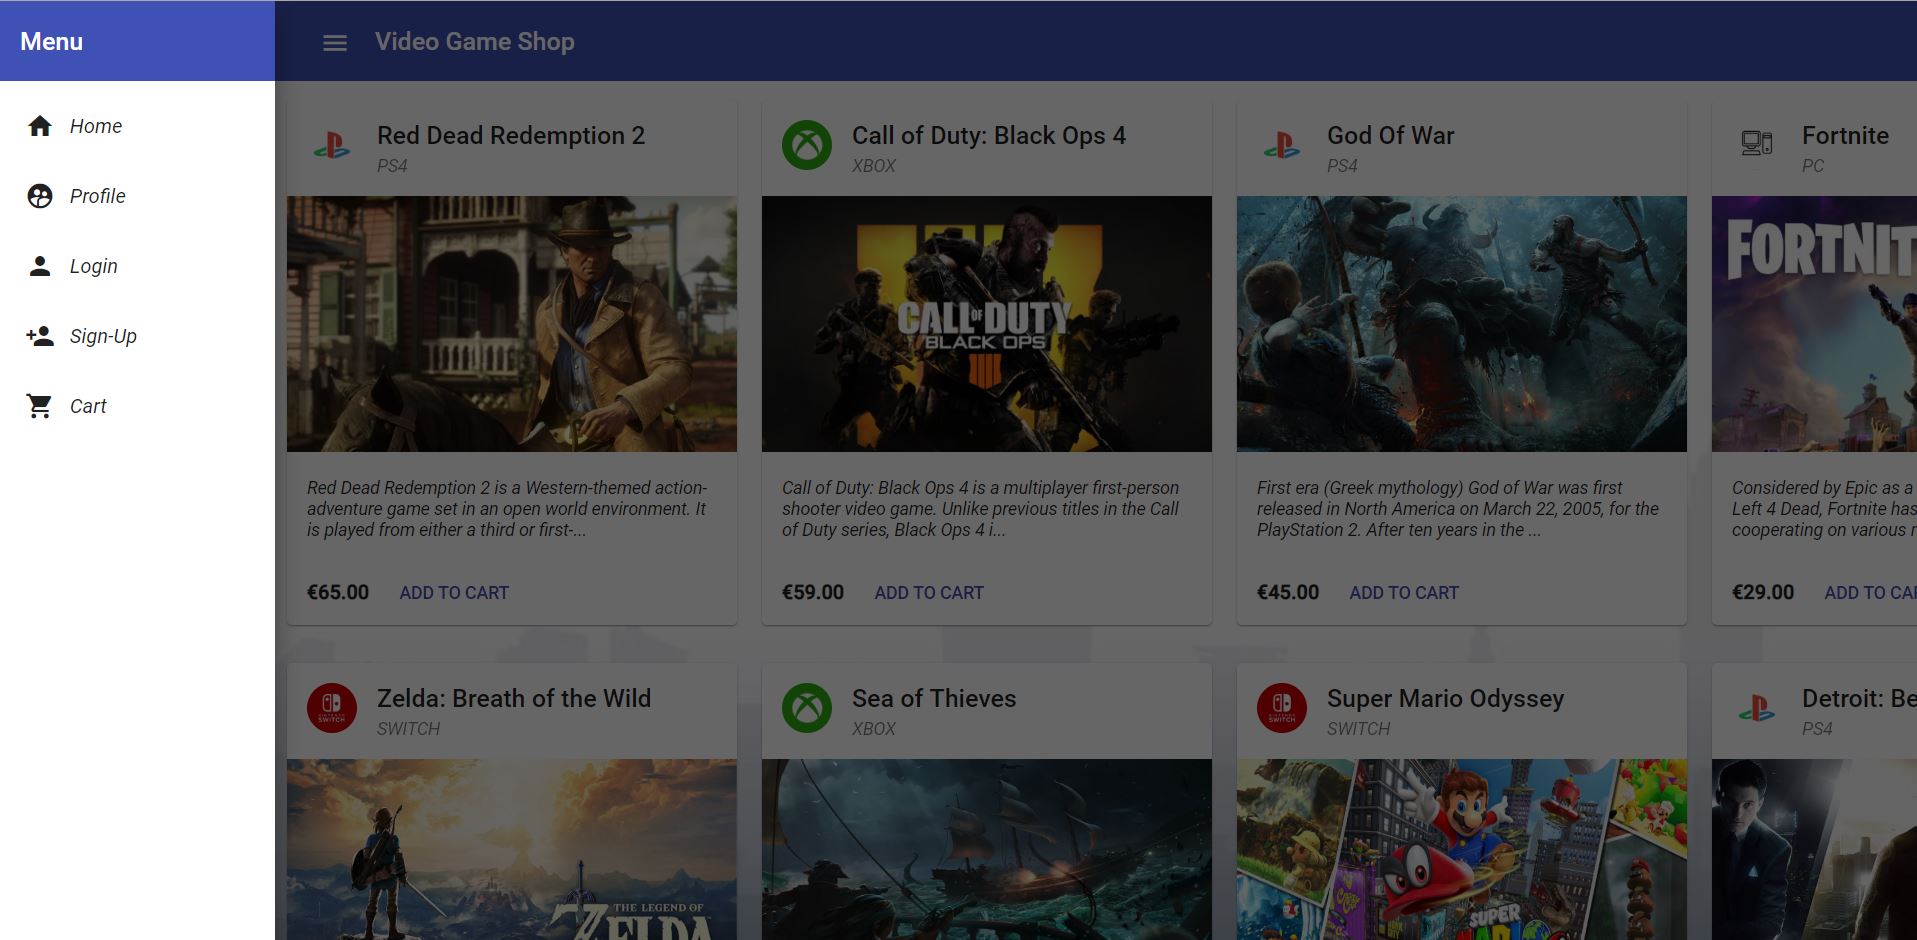 Menu
Video Game Shop
Home
Profile
Login
Sign-Up
Cart
Red Dead Redemption 2
PS4
Red Dead Redemption 2 is a Western-themed action-
adventure game set in an open world environment. It
is played from either a third or first-...
€65.00 ADD TO CART
Call of Duty: Black Ops 4
XBOX
CALL OF DUTY
BLACK OPS
IIII
Call of Duty: Black Ops 4 is a multiplayer first-person
shooter video game. Unlike previous titles in the Call
of Duty series, Black Ops 4 i...
€59.00 ADD TO CART
God Of War
PS4
First era (Greek mythology) God of War was first
released in North America on March 22, 2005, for the
PlayStation 2. After ten years in the ...
€45.00 ADD TO CART
Fortnite
PC
FORTNIT
Considered by Epic as a
Left 4 Dead, Fortnite has
cooperating on various
€29.00 ADD TO CA
Zelda: Breath of the Wild
SWITCH
NINTENDO
SWITCH
THE LEGEND OF
ZELDA
Sea of Thieves
XBOX
Super Mario Odyssey
SWITCH
NINTENDO
SWITCH
SUPER
Detroit: Be
PS4